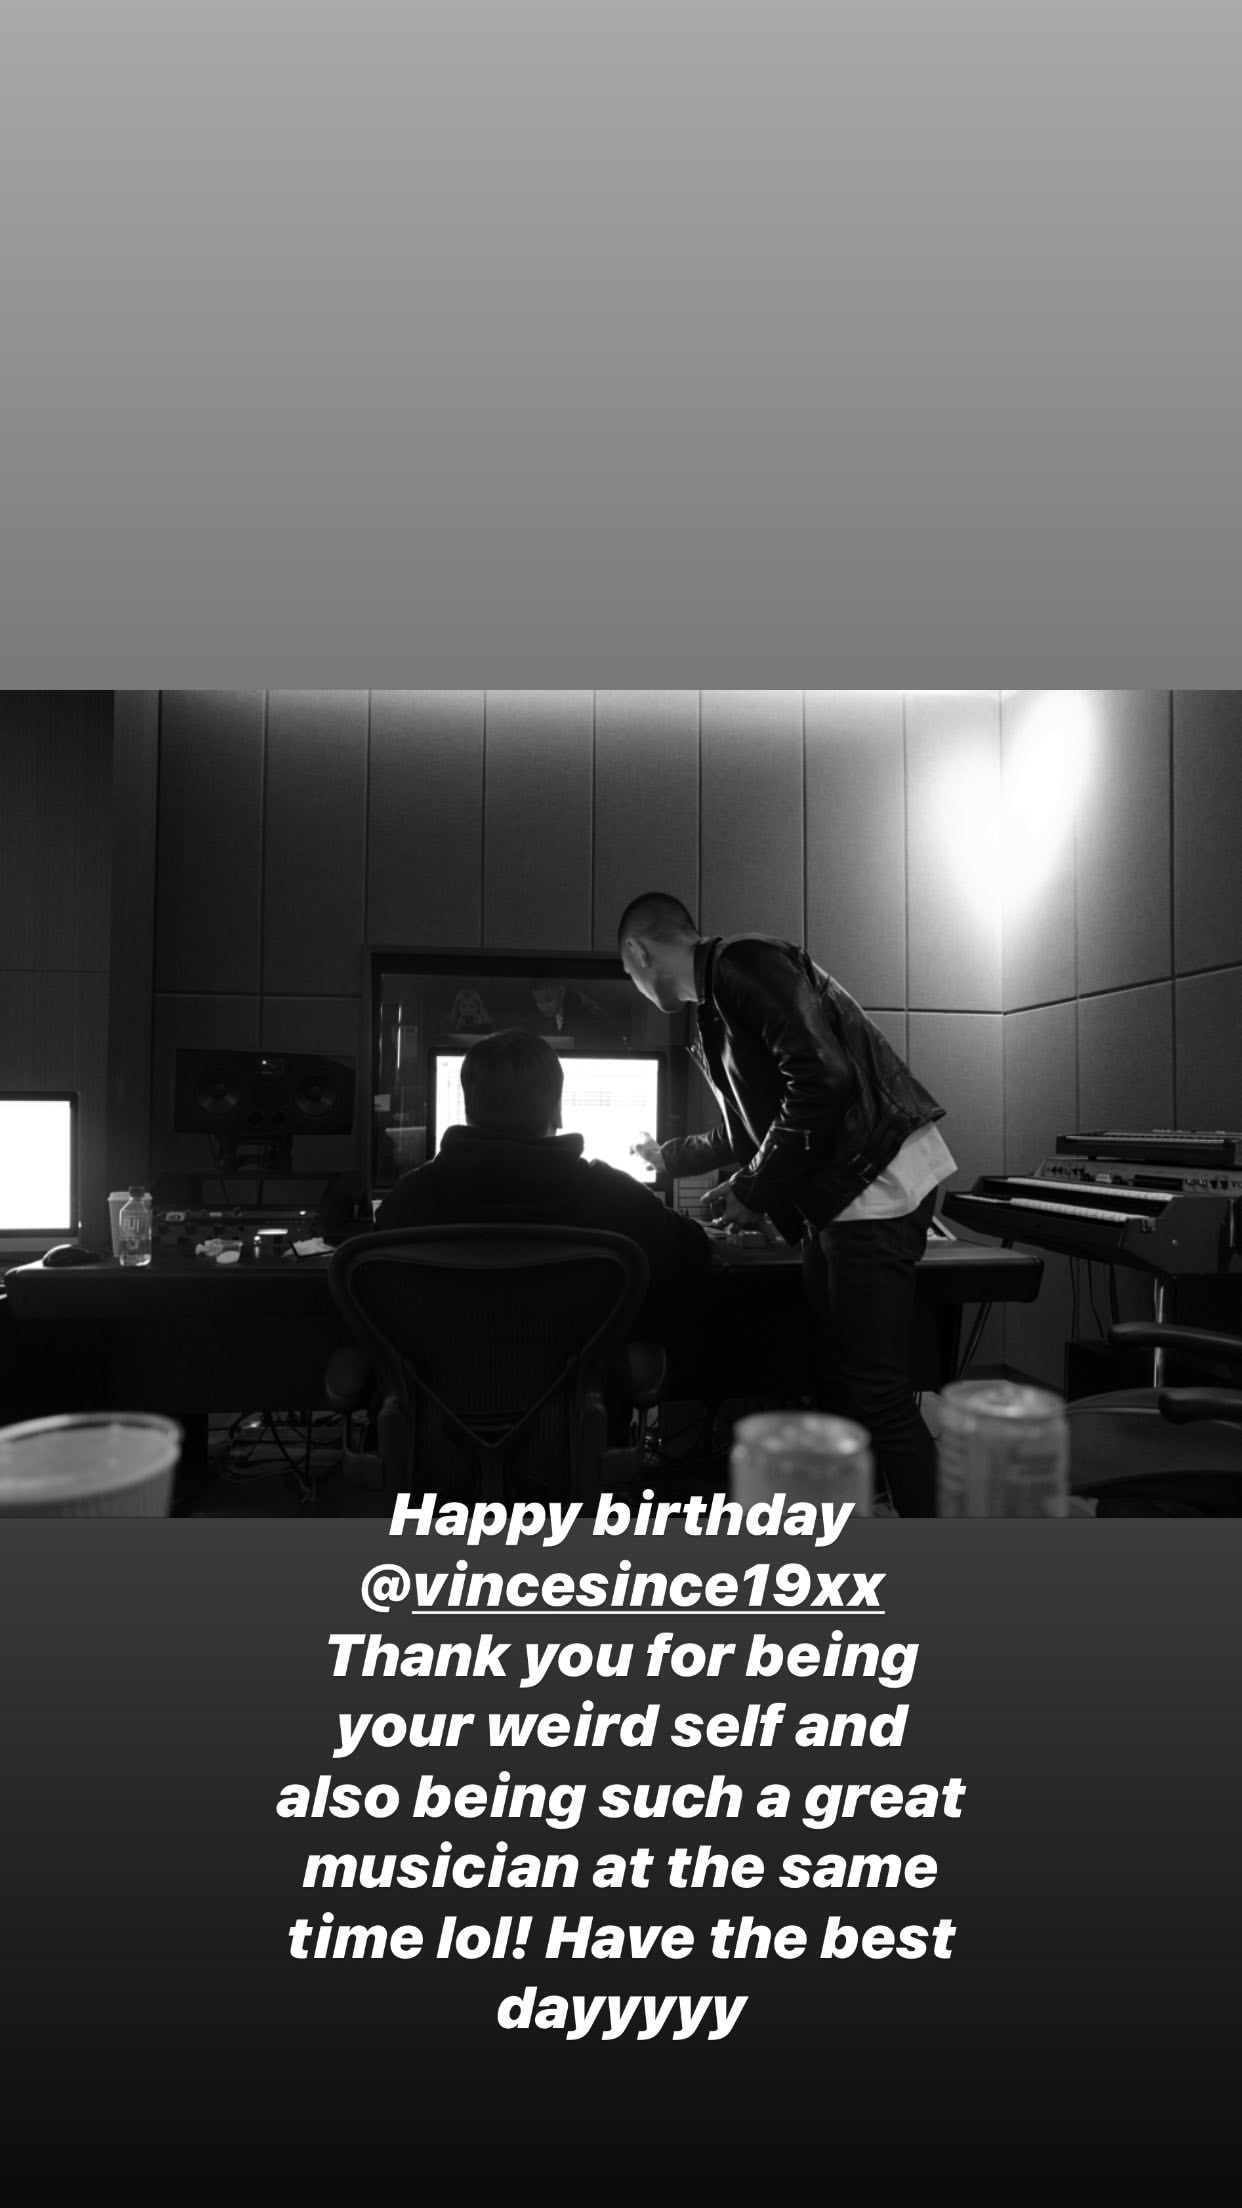 Happy birthday
@vincesince19xx
Thank you for being
your weird self and
also being such a great
musician at the same
time lol! Have the best
dayyyyy